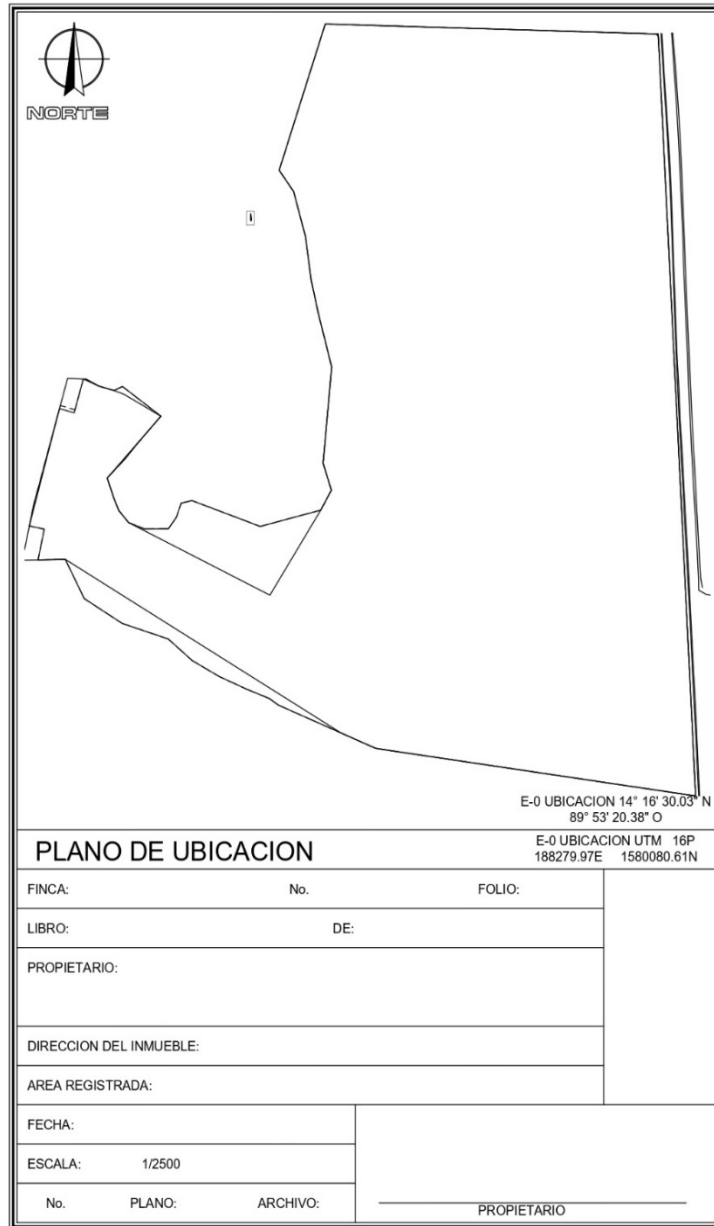 NORTE
E-0 UBICACION 14° 16' 30.03" N
89° 53' 20.38" O
PLANO DE UBICACION
E-0 UBICACION UTM 16P
188279.97E 1580080.61N
FINCA: No. FOLIO:
LIBRO: DE:
PROPIETARIO:
DIRECCION DEL INMUEBLE:
AREA REGISTRADA:
FECHA:
ESCALA: 1/2500
No. PLANO: ARCHIVO:
PROPIETARIO